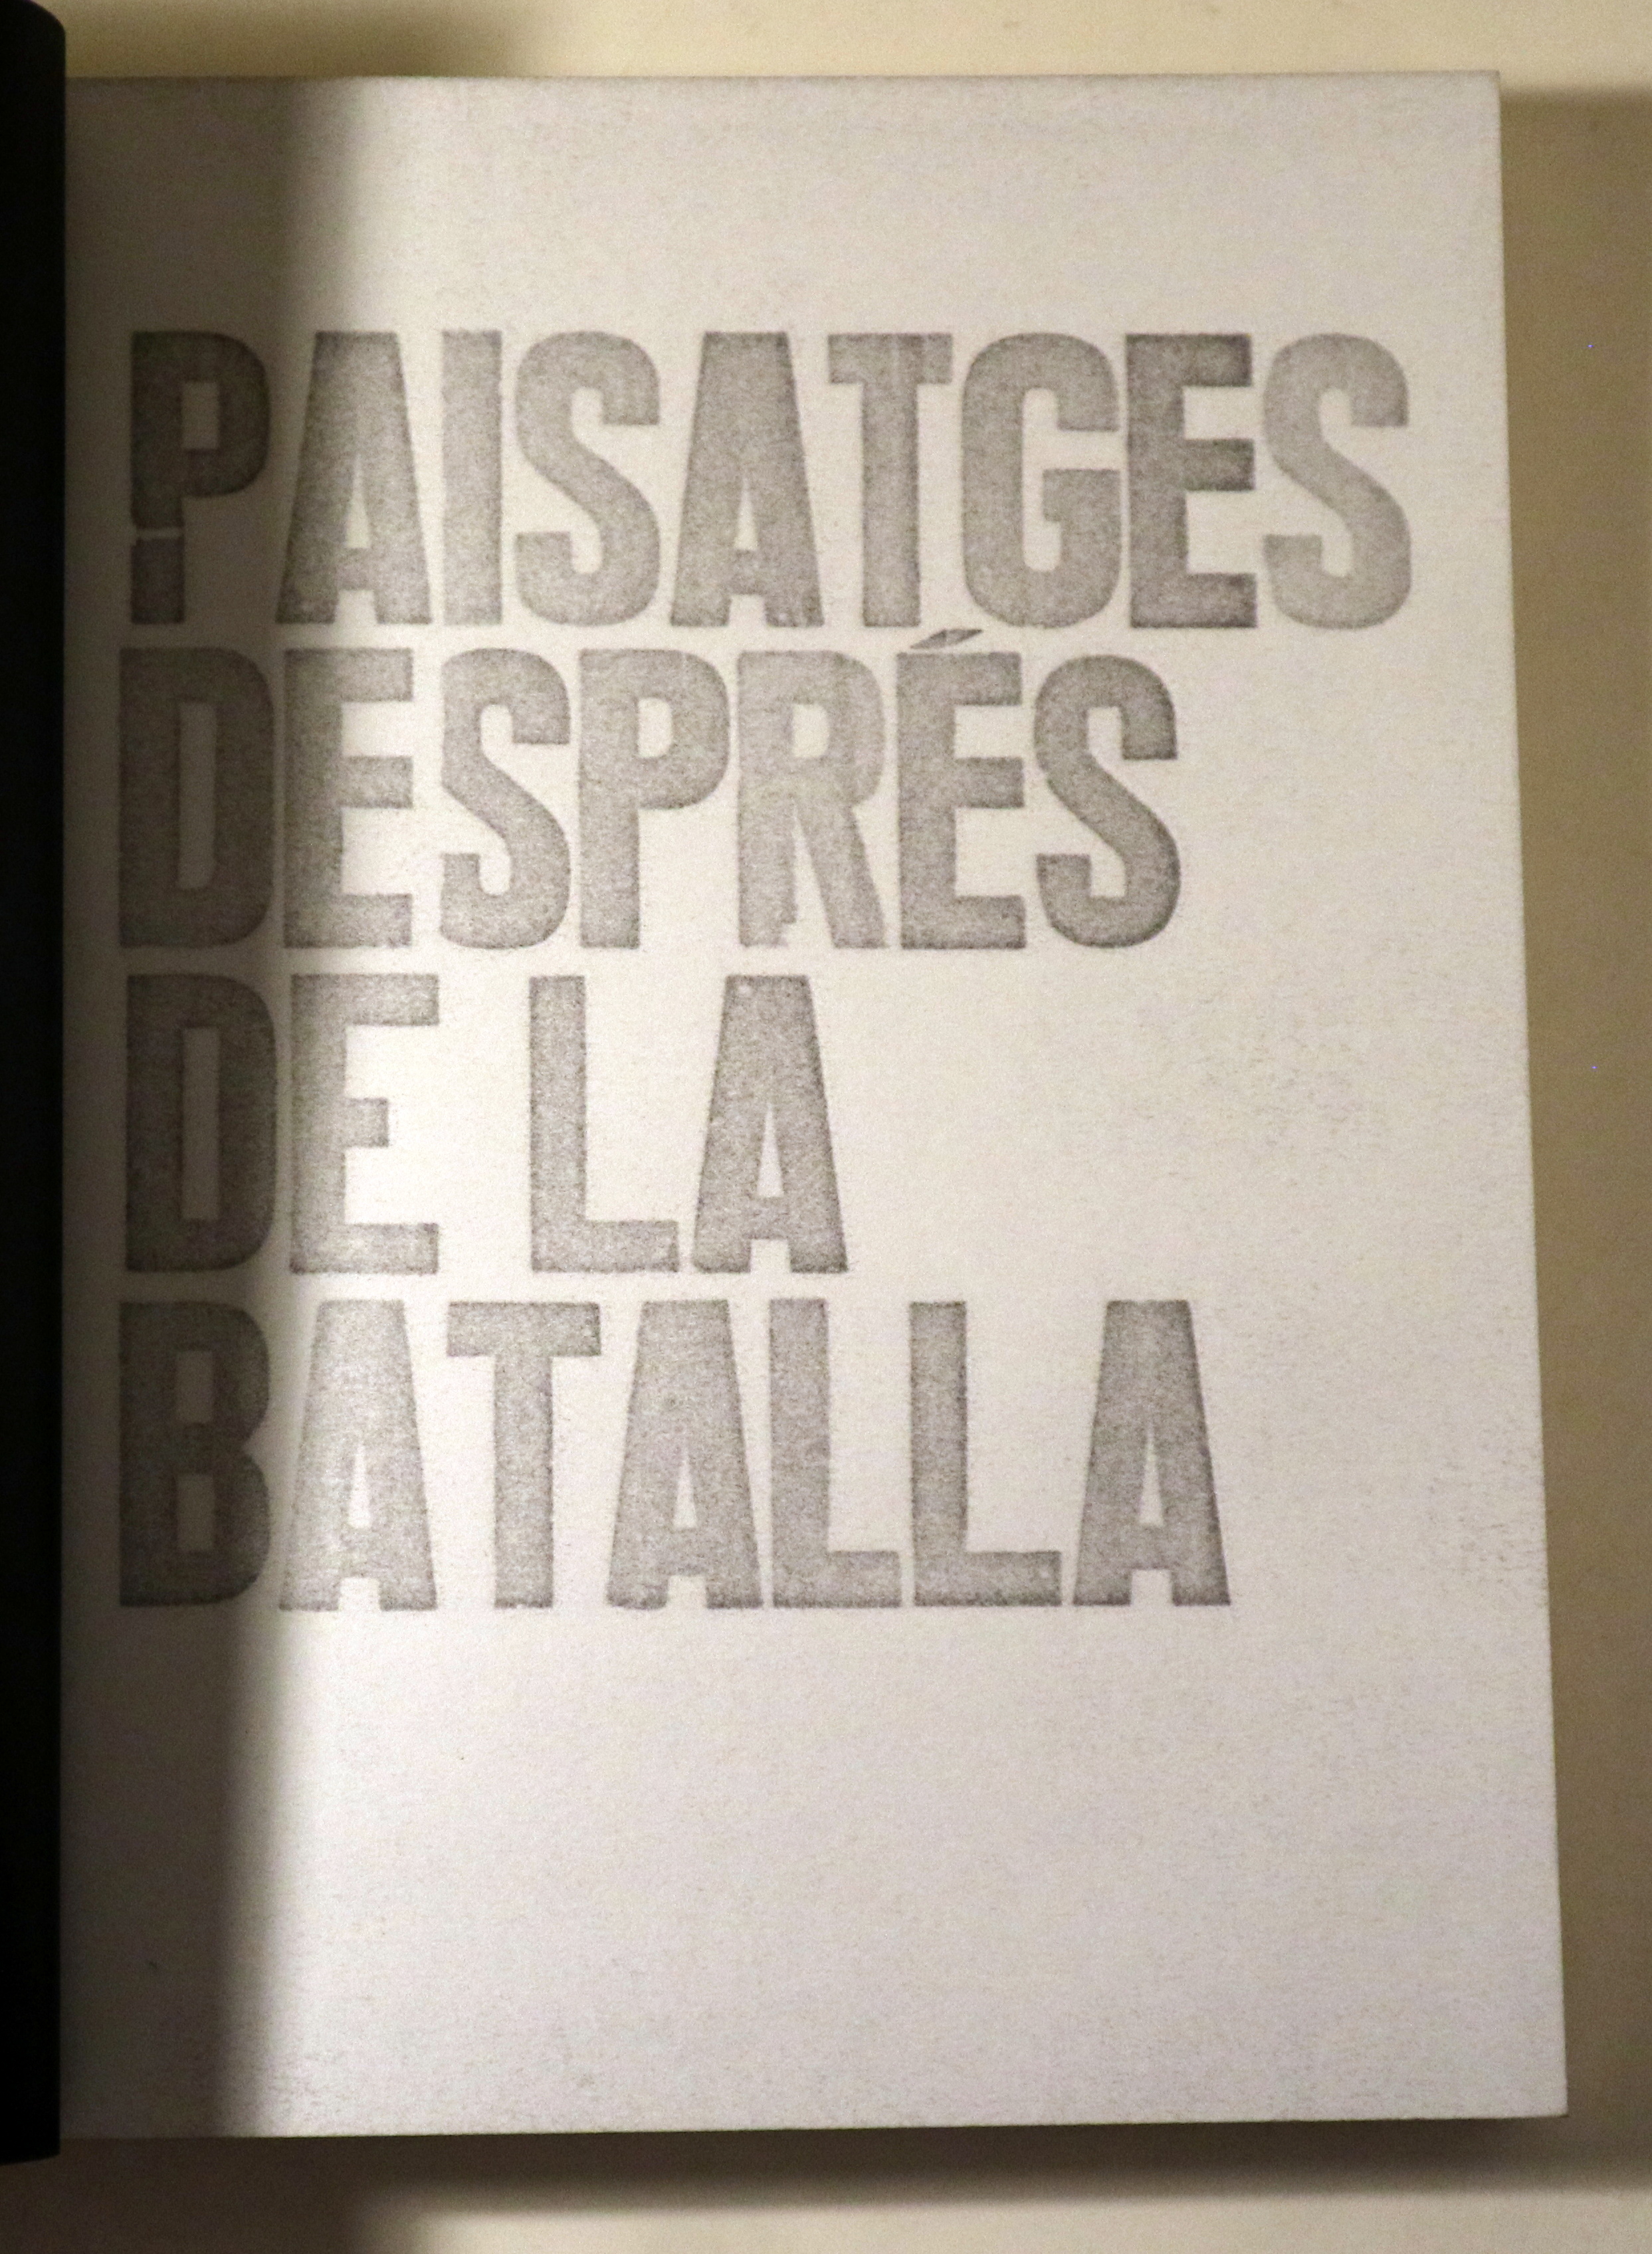 PAISATGES
DESPRÉS
DE LA
BATALLA